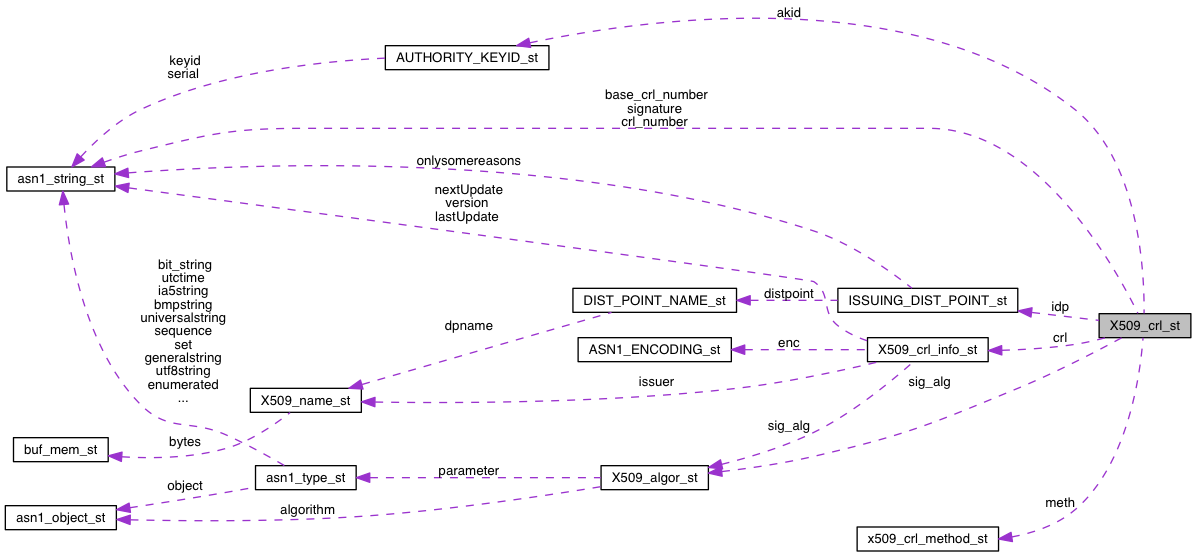 akid
AUTHORITY_KEYID_st
keyid
serial
base_crl_number
signature
crl_number
onlysomereasons
asn1_string_st
nextUpdate
version
lastUpdate
bit_string
utctime
ia5string
bmpstring
universalstring
sequence
set
generalstring
utf8string
enumerated
...
DIST_POINT_NAME_st
distpoint
ISSUING_DIST_POINT_st
idp
X509_crl_st
dpname
ASN1_ENCODING_st
enc
X509_crl_info_st
crl
issuer
sig_alg
X509_name_st
sig_alg
bytes
buf_mem_st
parameter
asn1_type_st
X509_algor_st
object
algorithm
asn1_object_st
meth
x509_crl_method_st